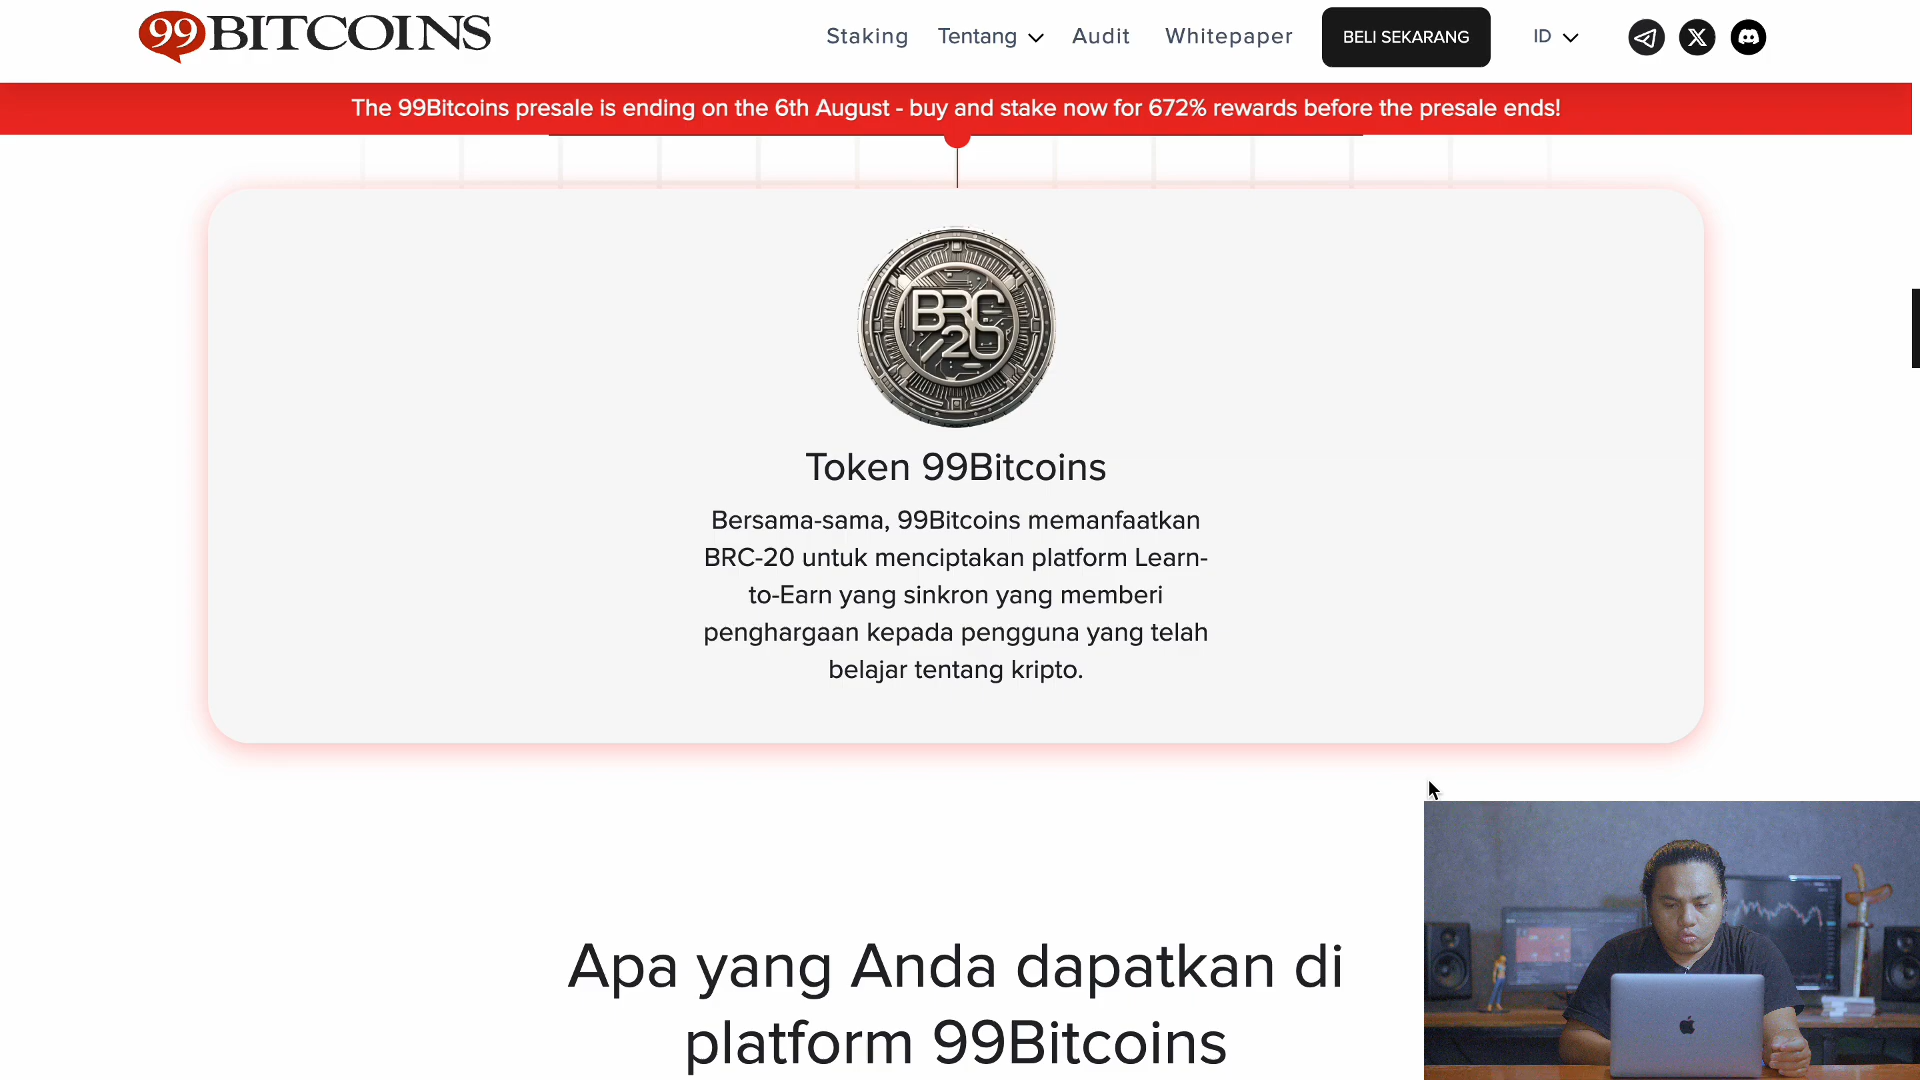 99BITCOINS
Staking Tentang Audit Whitepaper BELI SEKARANG ID
The 99Bitcoins presale is ending on the 6th August - buy and stake now for 672% rewards before the presale ends!
BRC
20
Token 99Bitcoins
Bersama-sama, 99Bitcoins memanfaatkan
BRC-20 untuk menciptakan platform Learn-
to-Earn yang sinkron yang memberi
penghargaan kepada pengguna yang telah
belajar tentang kripto.
Apa yang Anda dapatkan di
platform 99Bitcoins